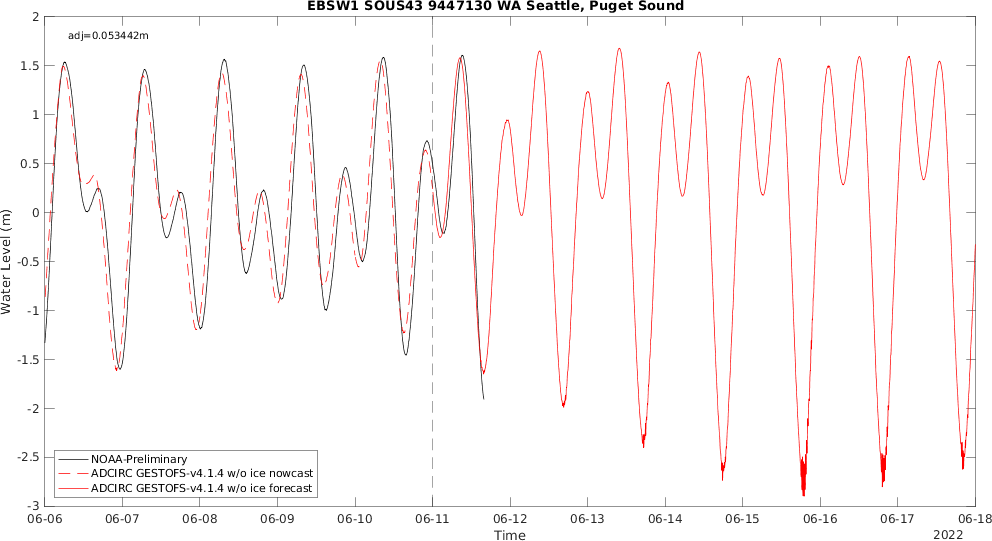 EBSW1 SOUS43 9447130 WA Seattle, Puget Sound
adj=0.053442m
2
1.5
1
0.5
0
-0.5
-1
-1.5
-2
-2.5
-3
Water Level (m)
NOAA-Preliminary
ADCIRC GESTOFS-v4.1.4 w/o ice nowcast
ADCIRC GESTOFS-v4.1.4 w/o ice forecast
06-06 06-07 06-08 06-09 06-10 06-11 06-12 06-13 06-14 06-15 06-16 06-17 06-18
Time
2022